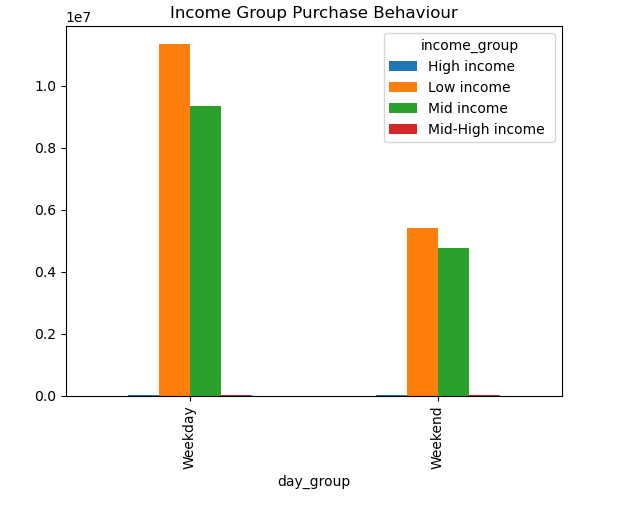 Income Group Purchase Behaviour
1e7
income_group
High income
Low income
Mid income
Mid-High income
1.0
0.8
0.6
0.4
0.2
0.0
Weekday
Weekend
day_group